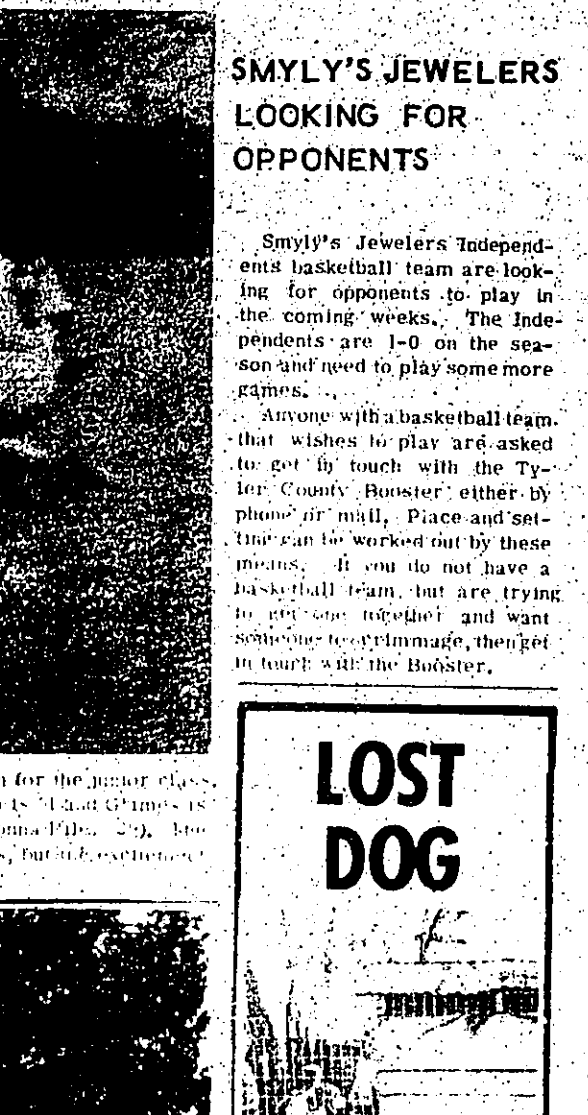 SMYLY'S JEWELERS
LOOKING FOR
OPPONENTS
Smyly's Jewelers Independ-
ents basketball team are look-
ing for opponents to play in
the coming weeks. The Inde-
pendents are 1-0 on the sea-
son and need to play some more
games.
Anyone with a basketball team
that wishes to play are asked
to get in touch with the Ty-
ler County Booster either by
phone or mail. Place and set-
ting can be worked out by these
means. If you do not have a
basketball team, but are trying
to get one together and want
someone to scrimmage, then get
in touch with the Booster.
n for the junior class,
LOST
DOG